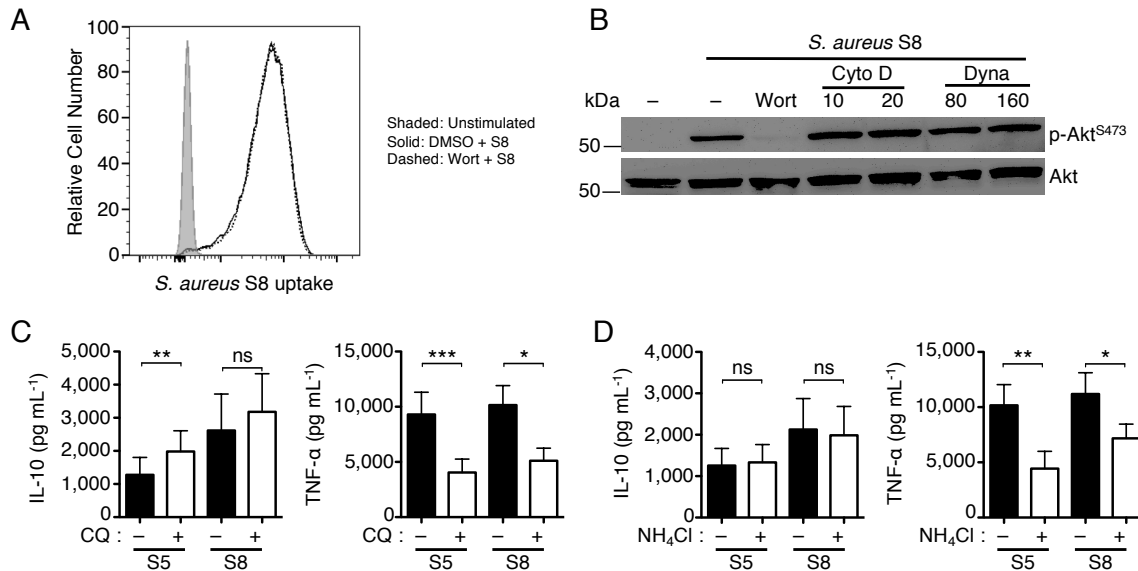 A
100
80
60
40
20
0
Relative Cell Number
S. aureus S8 uptake
Shaded: Unstimulated
Solid: DMSO + S8
Dashed: Wort + S8
B
S. aureus S8
Cyto D Dyna
kDa – – Wort 10 20 80 160
50 p-Akt^S473
50 Akt
C
IL-10 (pg mL⁻¹)
5,000
4,000
3,000
2,000
1,000
0
** ns
CQ : – + – +
S5 S8
TNF-α (pg mL⁻¹)
15,000
10,000
5,000
0
*** *
CQ : – + – +
S5 S8
D
IL-10 (pg mL⁻¹)
4,000
3,000
2,000
1,000
0
ns ns
NH₄Cl : – + – +
S5 S8
TNF-α (pg mL⁻¹)
15,000
10,000
5,000
0
** *
NH₄Cl : – + – +
S5 S8